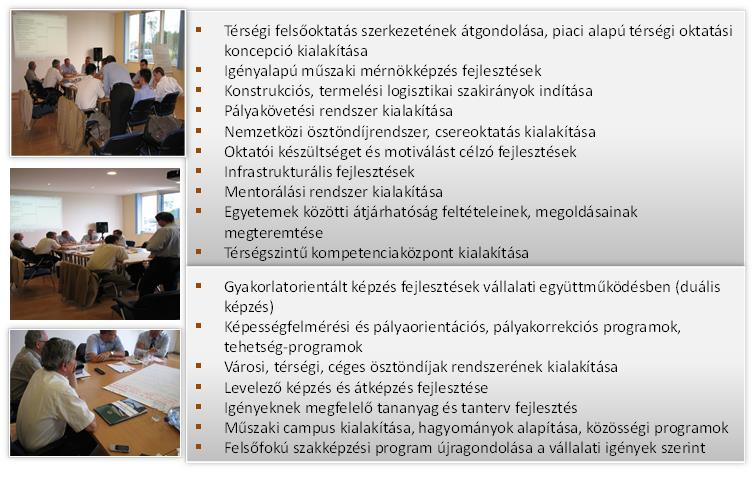 ▪ Térségi felsőoktatás szerkezetének átgondolása, piaci alapú térségi oktatási
koncepció kialakítása
▪ Igényalapú műszaki mérnökképzés fejlesztések
▪ Konstrukciós, termelési logisztikai szakirányok indítása
▪ Pályakövetési rendszer kialakítása
▪ Nemzetközi ösztöndíjrendszer, csereoktatás kialakítása
▪ Oktatói készültséget és motiválást célzó fejlesztések
▪ Infrastrukturális fejlesztések
▪ Mentorálási rendszer kialakítása
▪ Egyetemek közötti átjárhatóság feltételeinek, megoldásainak
megteremtése
▪ Térségszintű kompetenciaközpont kialakítása
▪ Gyakorlatorientált képzés fejlesztések vállalati együttműködésben (duális
képzés)
▪ Képességfelmérési és pályaorientációs, pályakorrekciós programok,
tehetség-programok
▪ Városi, térségi, céges ösztöndíjak rendszerének kialakítása
▪ Levelező képzés és átképzés fejlesztése
▪ Igényeknek megfelelő tananyag és tanterv fejlesztés
▪ Műszaki campus kialakítása, hagyományok alapítása, közösségi programok
▪ Felsőfokú szakképzési program újragondolása a vállalati igények szerint